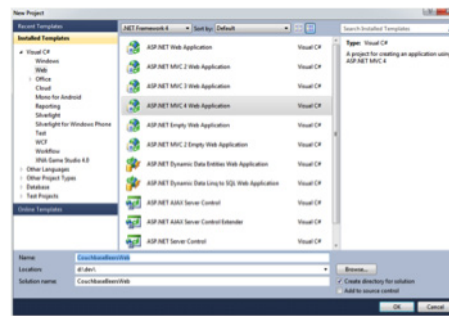 New Project
Recent Templates
.NET Framework 4
Sort by: Default
Search Installed Templates
Installed Templates
Visual C#
Windows
Web
Office
Cloud
Mono for Android
Reporting
Silverlight
Silverlight for Windows Phone
Test
WCF
Workflow
XNA Game Studio 4.0
Other Languages
Other Project Types
Database
Test Projects
Online Templates
ASP.NET Web Application Visual C#
ASP.NET MVC 2 Web Application Visual C#
ASP.NET MVC 3 Web Application Visual C#
ASP.NET MVC 4 Web Application Visual C#
ASP.NET Empty Web Application Visual C#
ASP.NET MVC 2 Empty Web Application Visual C#
ASP.NET Dynamic Data Entities Web Application Visual C#
ASP.NET Dynamic Data Linq to SQL Web Application Visual C#
ASP.NET AJAX Server Control Visual C#
ASP.NET AJAX Server Control Extender Visual C#
ASP.NET Server Control Visual C#
Type: Visual C#
A project for creating an application using
ASP.NET MVC 4
Name: CouchbaseBeersWeb
Location: d:\dev\
Browse...
Solution name: CouchbaseBeersWeb
Create directory for solution
Add to source control
OK
Cancel